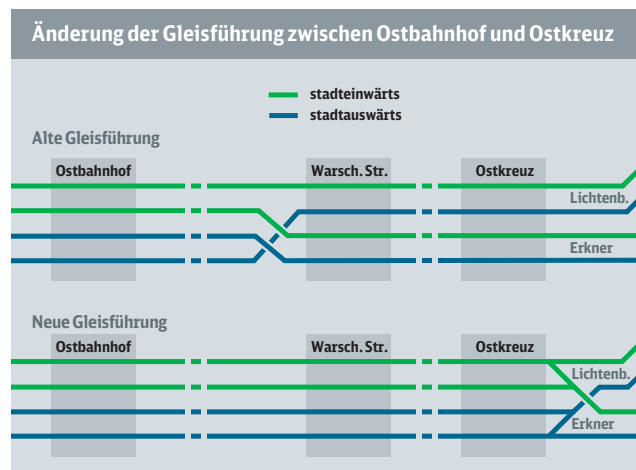 Änderung der Gleisführung zwischen Ostbahnhof und Ostkreuz
stadteinwärts
stadtauswärts
Alte Gleisführung
Ostbahnhof Warsch. Str. Ostkreuz
Lichtenb.
Erkner
Neue Gleisführung
Ostbahnhof Warsch. Str. Ostkreuz
Lichtenb.
Erkner